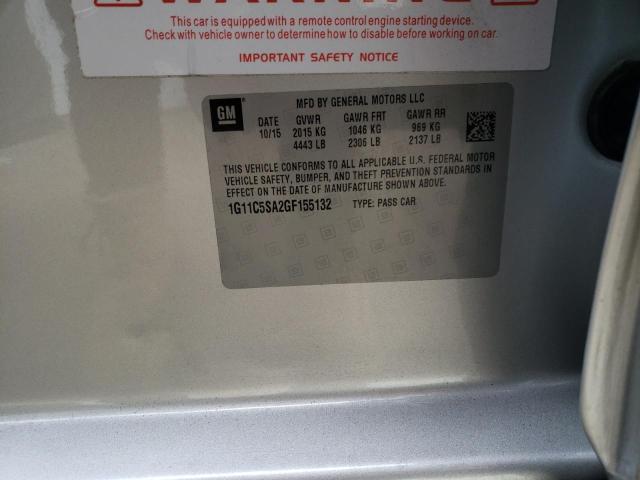 This car is equipped with a remote control engine starting device.
Check with vehicle owner to determine how to disable before working on car.
IMPORTANT SAFETY NOTICE
GM
MFD BY GENERAL MOTORS LLC
DATE GVWR GAWR FRT GAWR RR
10/15 2015 KG 1046 KG 969 KG
4443 LB 2306 LB 2137 LB
THIS VEHICLE CONFORMS TO ALL APPLICABLE U.S. FEDERAL MOTOR
VEHICLE SAFETY, BUMPER, AND THEFT PREVENTION STANDARDS IN
EFFECT ON THE DATE OF MANUFACTURE SHOWN ABOVE.
1G11C5SA2GF155132 TYPE: PASS CAR